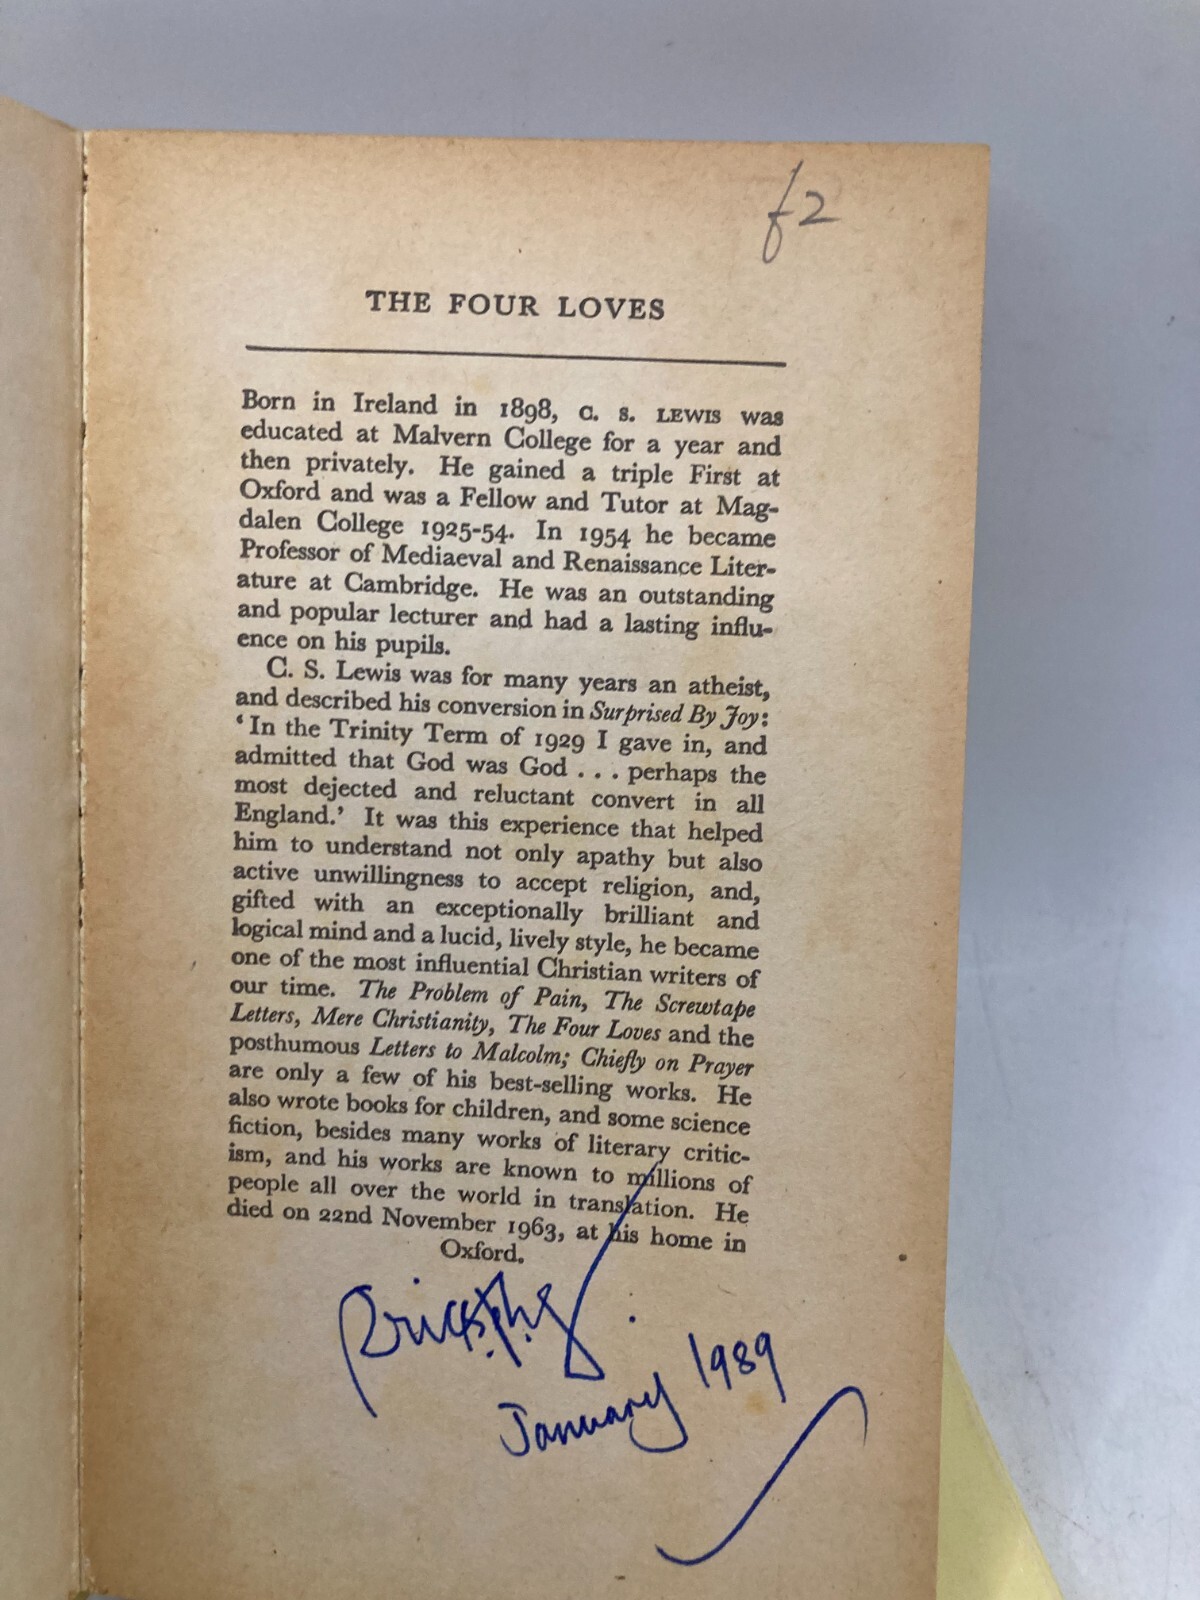 £2
THE FOUR LOVES
Born in Ireland in 1898, C. S. LEWIS was
educated at Malvern College for a year and
then privately. He gained a triple First at
Oxford and was a Fellow and Tutor at Mag-
dalen College 1925-54. In 1954 he became
Professor of Mediaeval and Renaissance Liter-
ature at Cambridge. He was an outstanding
and popular lecturer and had a lasting influ-
ence on his pupils.
C. S. Lewis was for many years an atheist,
and described his conversion in Surprised By Joy:
‘In the Trinity Term of 1929 I gave in, and
admitted that God was God . . . perhaps the
most dejected and reluctant convert in all
England.’ It was this experience that helped
him to understand not only apathy but also
active unwillingness to accept religion, and,
gifted with an exceptionally brilliant and
logical mind and a lucid, lively style, he became
one of the most influential Christian writers of
our time. The Problem of Pain, The Screwtape
Letters, Mere Christianity, The Four Loves and the
posthumous Letters to Malcolm; Chiefly on Prayer
are only a few of his best-selling works. He
also wrote books for children, and some science
fiction, besides many works of literary critic-
ism, and his works are known to millions of
people all over the world in translation. He
died on 22nd November 1963, at his home in
Oxford.
January 1989